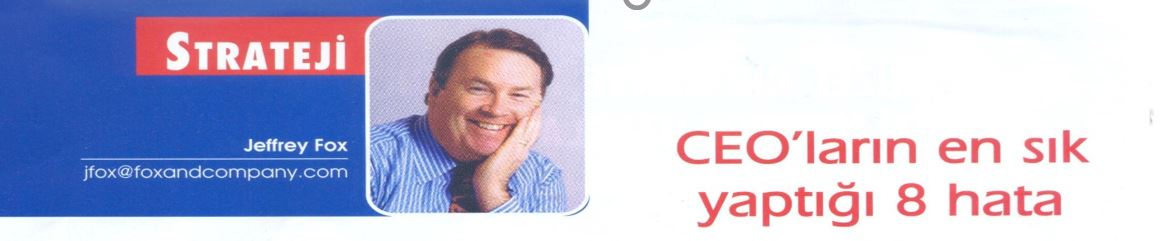 STRATEJİ
Jeffrey Fox
jfox@foxandcompany.com
CEO'ların en sık
yaptığı 8 hata